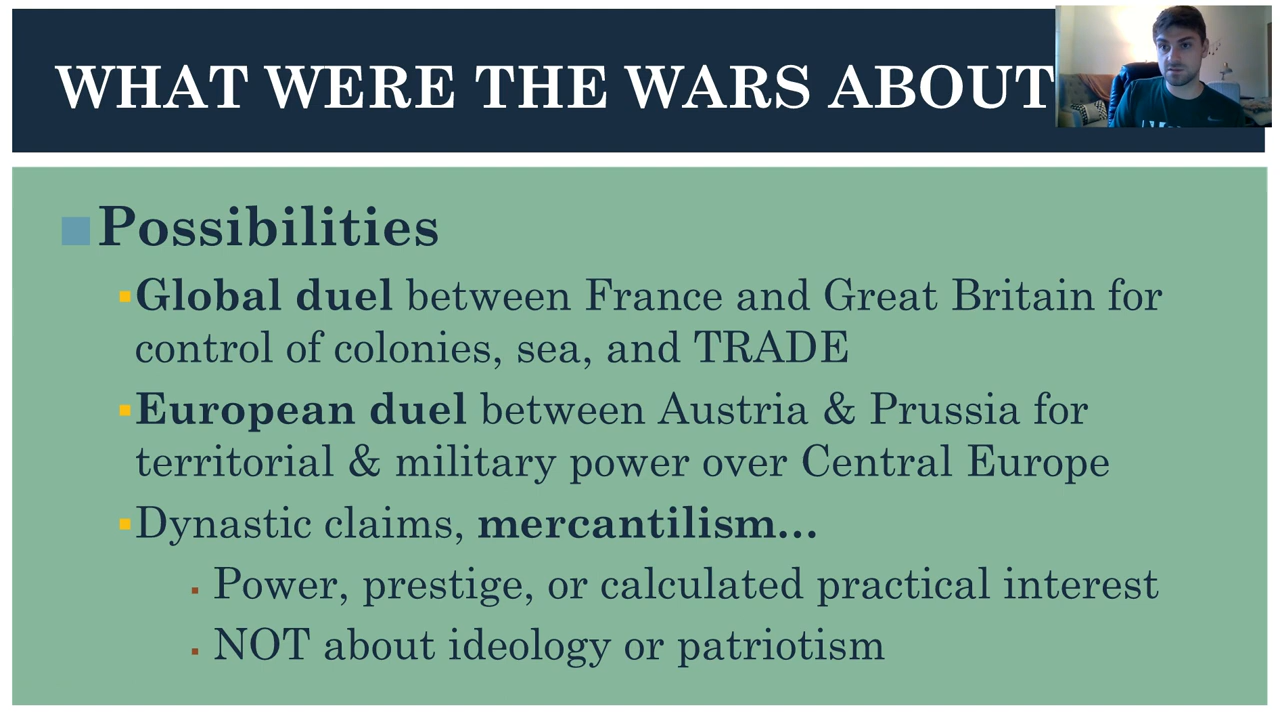 WHAT WERE THE WARS ABOUT
Possibilities
Global duel between France and Great Britain for
control of colonies, sea, and TRADE
European duel between Austria & Prussia for
territorial & military power over Central Europe
Dynastic claims, mercantilism...
Power, prestige, or calculated practical interest
NOT about ideology or patriotism